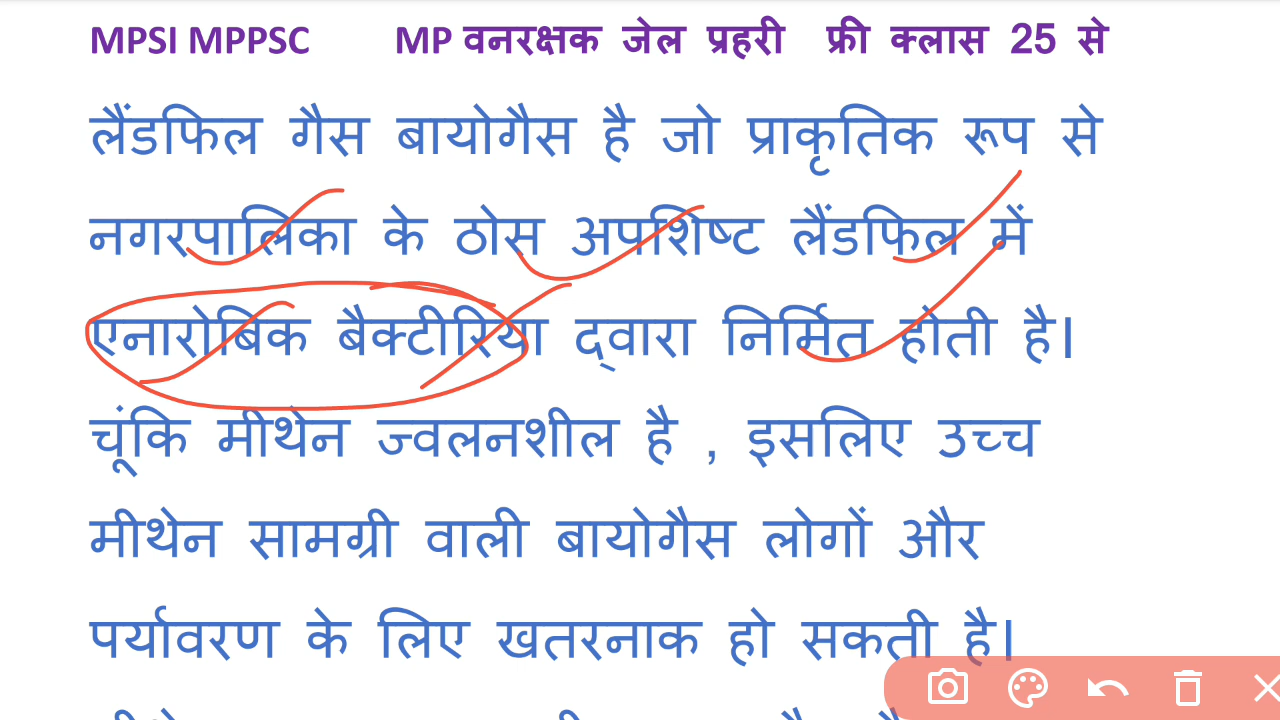 MPSI MPPSC MP वनरक्षक जेल प्रहरी फ्री क्लास 25 से
लैंडफिल गैस बायोगैस है जो प्राकृतिक रूप से
नगरपालिका के ठोस अपशिष्ट लैंडफिल में
एनारोबिक बैक्टीरिया द्वारा निर्मित होती है।
चूंकि मीथेन ज्वलनशील है , इसलिए उच्च
मीथेन सामग्री वाली बायोगैस लोगों और
पर्यावरण के लिए खतरनाक हो सकती है।